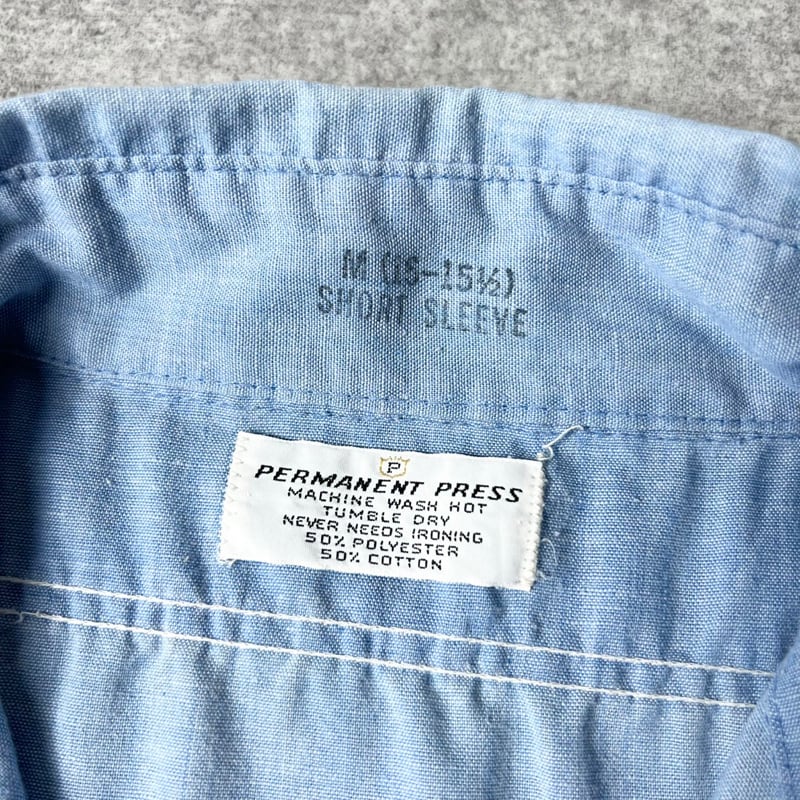 M (15-15½)
SHORT SLEEVE
P
PERMANENT PRESS
MACHINE WASH HOT
TUMBLE DRY
NEVER NEEDS IRONING
50% POLYESTER
50% COTTON